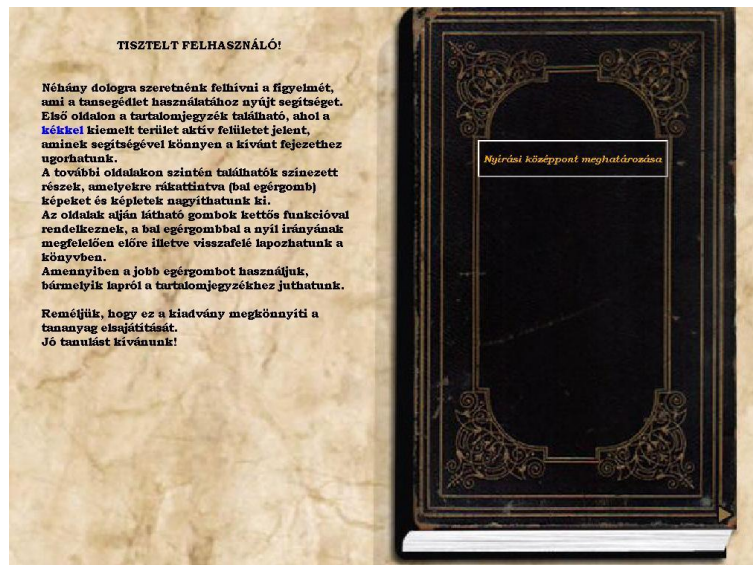 TISZTELT FELHASZNÁLÓ!
Néhány dologra szeretnénk felhívni a figyelmét,
ami a tansegédlet használatához nyújt segítséget.
Első oldalon a tartalomjegyzék található, ahol a
kékkel kiemelt terület aktív felületet jelent,
aminek segítségével könnyen a kívánt fejezethez
ugorhatunk.
A további oldalakon szintén találhatók színezett
részek, amelyekre rákattintva (bal egérgomb)
képeket és képletek nagyíthatunk ki.
Az oldalak alján látható gombok kettős funkcióval
rendelkeznek, a bal egérgombbal a nyíl irányának
megfelelően előre illetve visszafelé lapozhatunk a
könyvben.
Amennyiben a jobb egérgombot használjuk,
bármelyik lapról a tartalomjegyzékhez juthatunk.
Reméljük, hogy ez a kiadvány megkönnyíti a
tananyag elsajátítását.
Jó tanulást kívánunk!
Nyírási középpont meghatározása